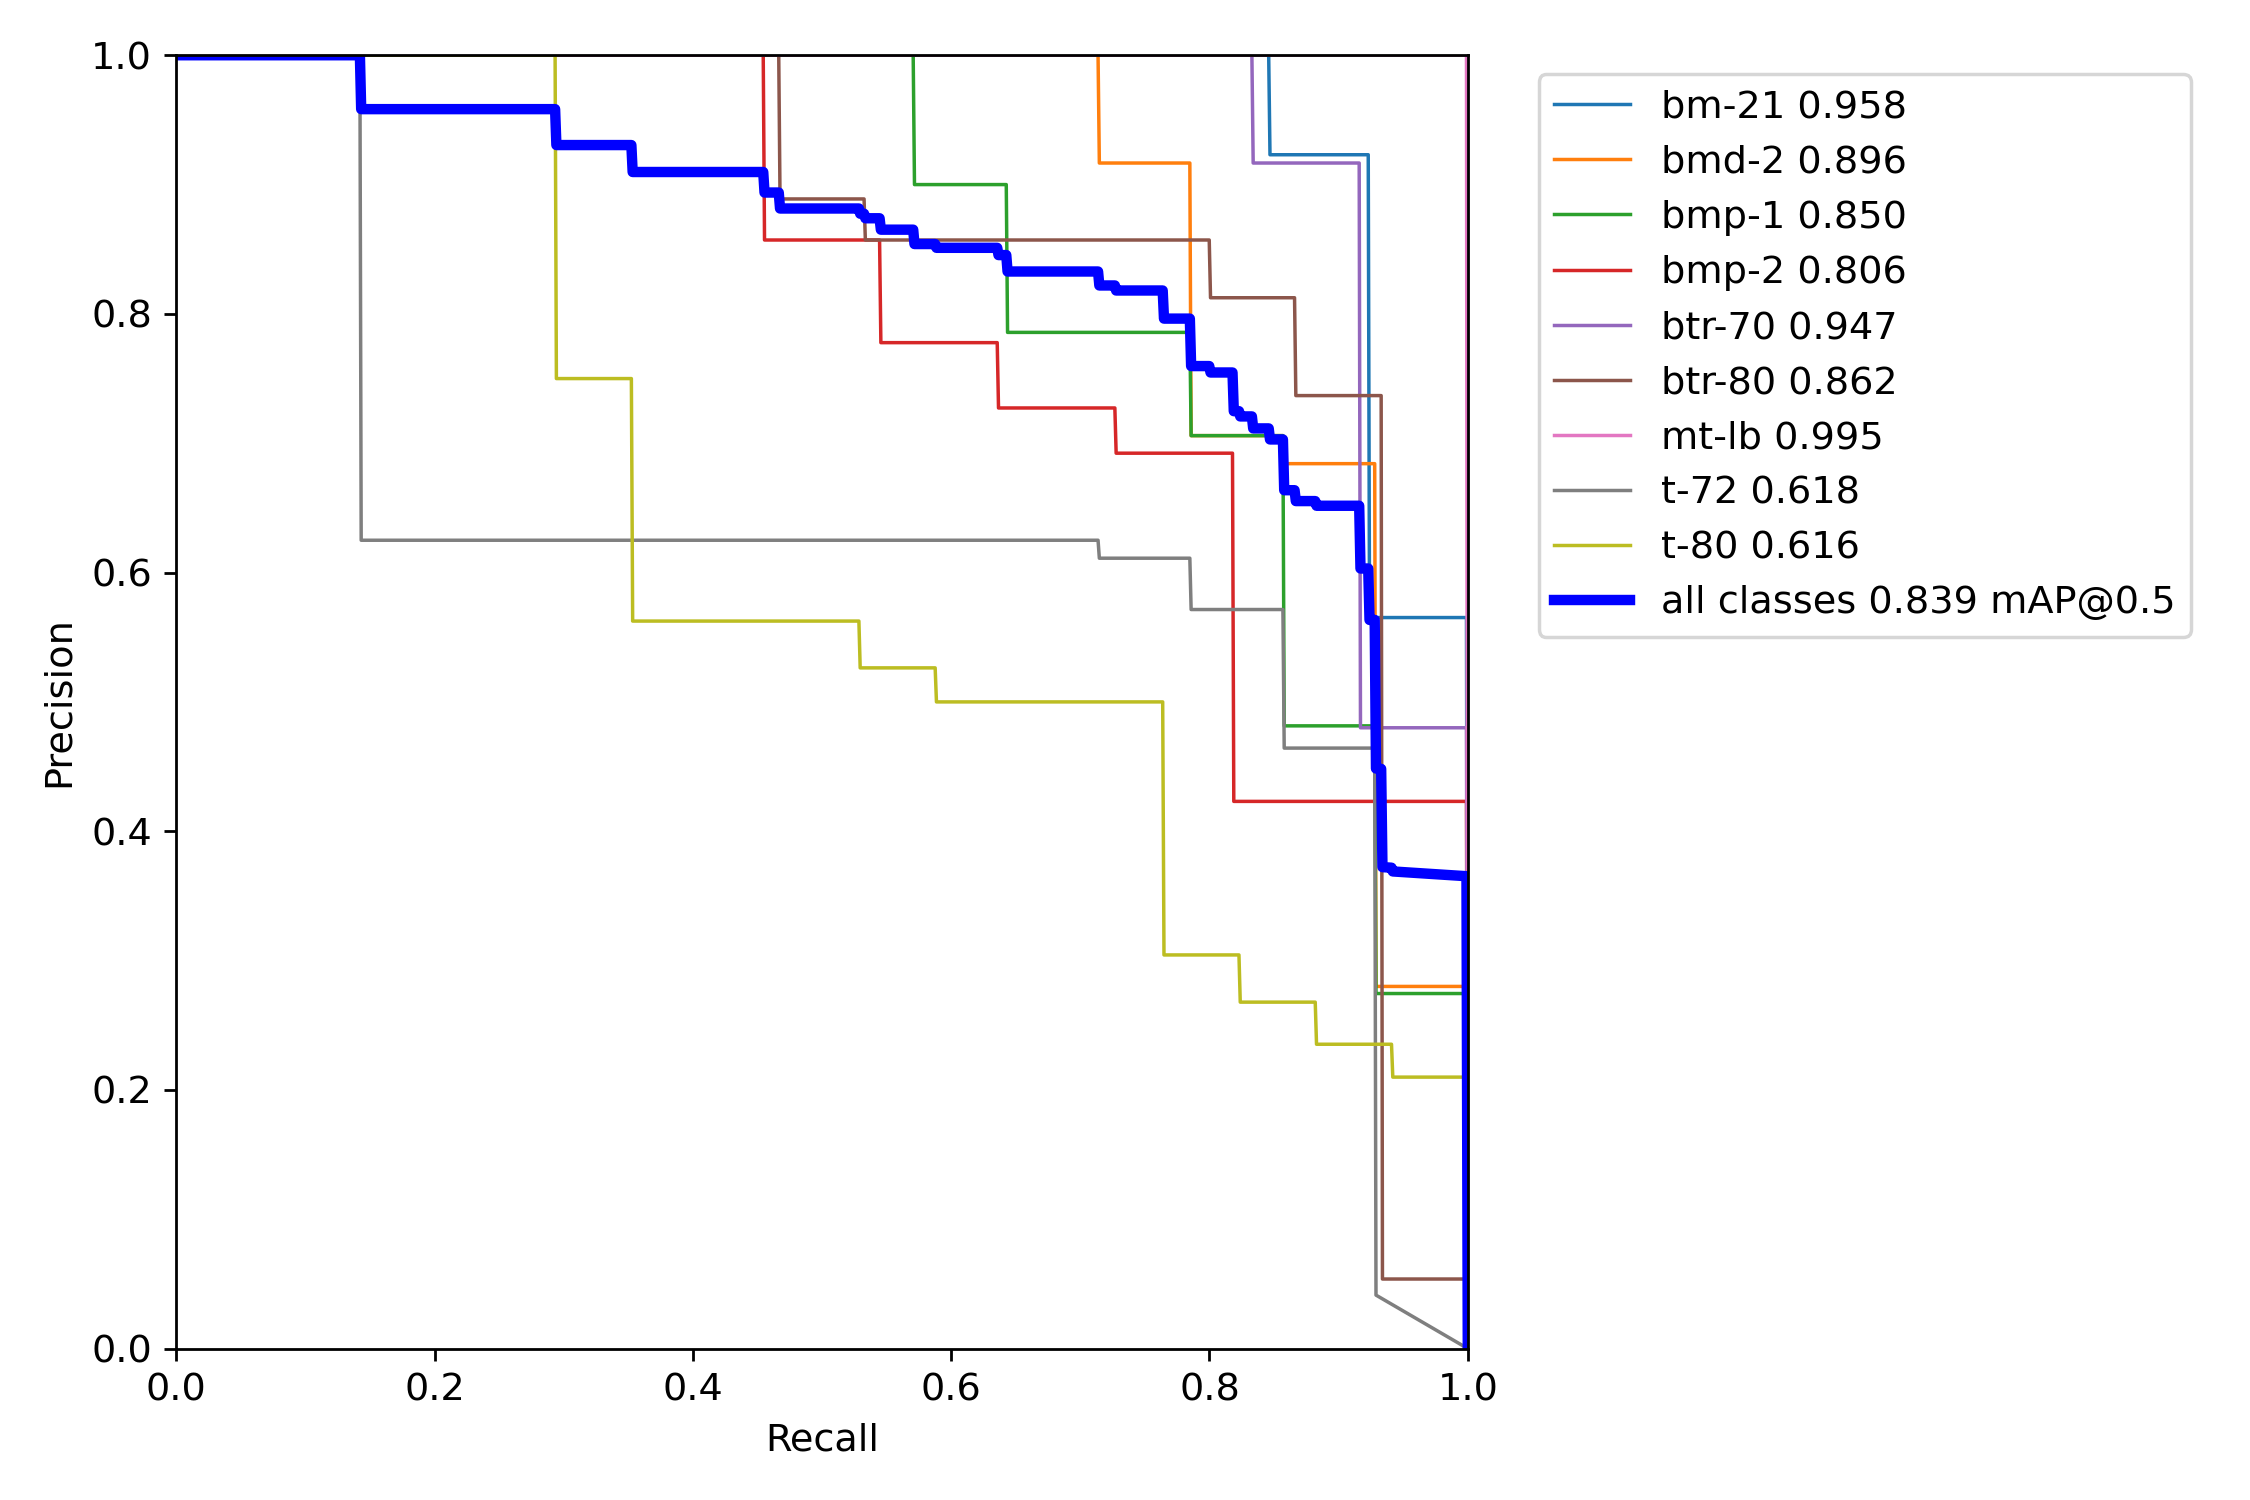 1.0
0.8
0.6
0.4
0.2
0.0
Precision
0.0 0.2 0.4 0.6 0.8 1.0
Recall
bm-21 0.958
bmd-2 0.896
bmp-1 0.850
bmp-2 0.806
btr-70 0.947
btr-80 0.862
mt-lb 0.995
t-72 0.618
t-80 0.616
all classes 0.839 mAP@0.5